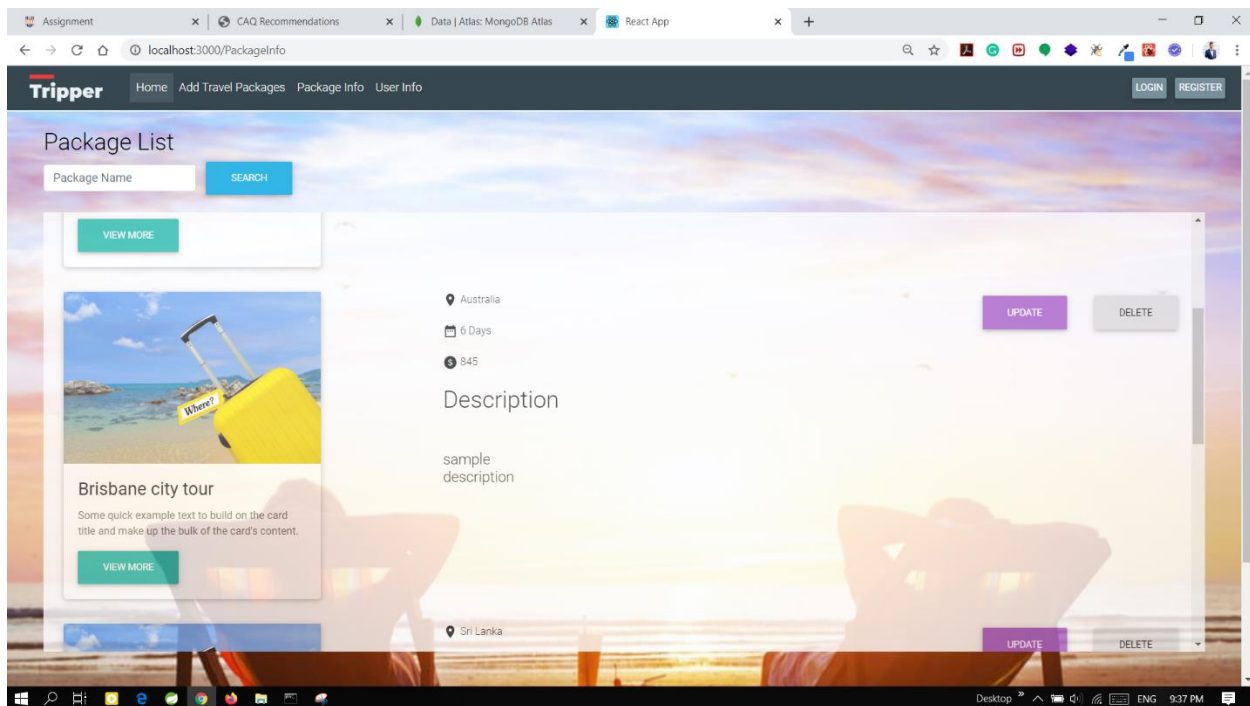 Assignment
CAQ Recommendations
Data | Atlas: MongoDB Atlas
React App
localhost:3000/PackageInfo
Tripper
Home Add Travel Packages Package Info User Info
LOGIN REGISTER
Package List
Package Name
SEARCH
VIEW MORE
Where?
Brisbane city tour
Some quick example text to build on the card
title and make up the bulk of the card's content.
VIEW MORE
Australia
6 Days
845
Description
sample
description
UPDATE DELETE
Sri Lanka
UPDATE DELETE
Desktop
ENG 9:37 PM